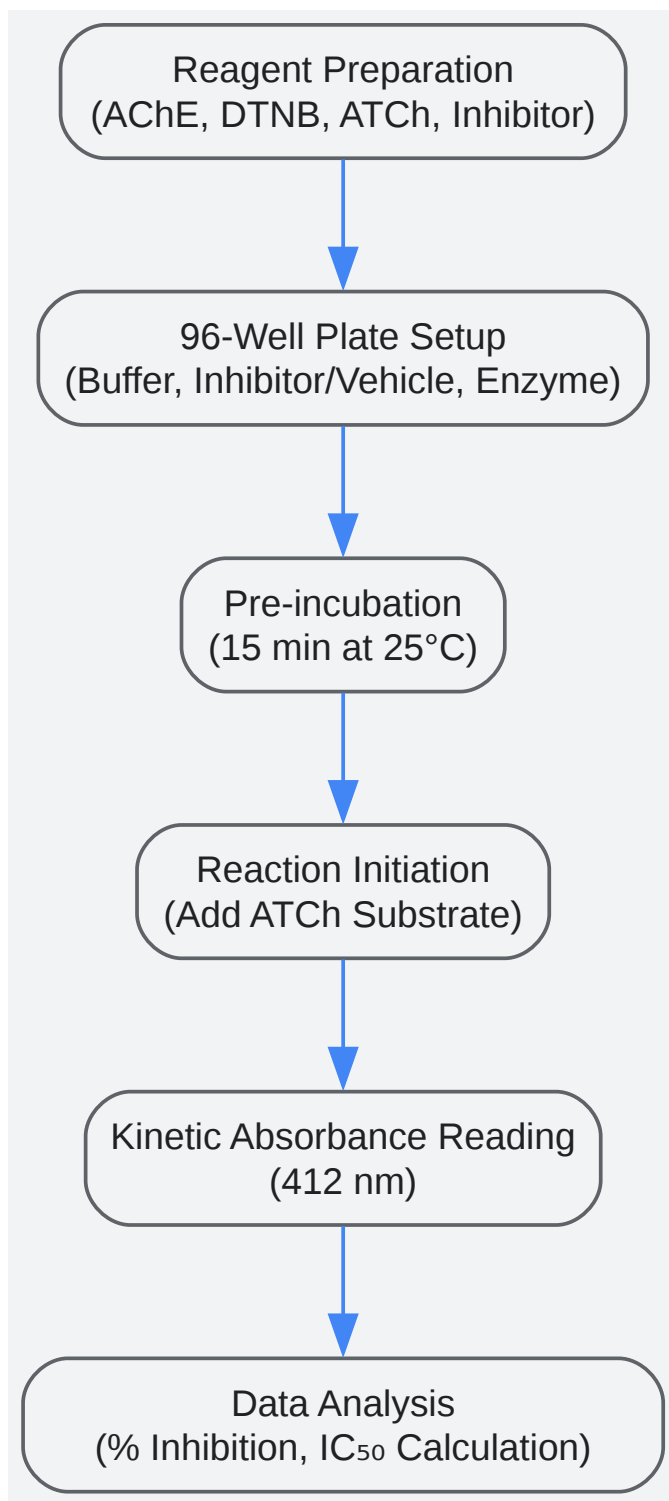 Reagent Preparation
(AChE, DTNB, ATCh, Inhibitor)
96-Well Plate Setup
(Buffer, Inhibitor/Vehicle, Enzyme)
Pre-incubation
(15 min at 25°C)
Reaction Initiation
(Add ATCh Substrate)
Kinetic Absorbance Reading
(412 nm)
Data Analysis
(% Inhibition, IC₅₀ Calculation)